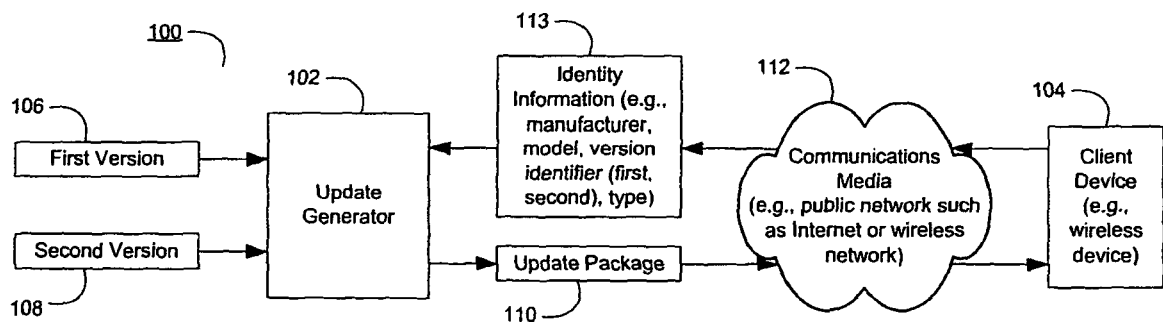 100
113
102
112
104
106
Identity
Information (e.g.,
manufacturer,
model, version
identifier (first,
second), type)
First Version
Update
Generator
Communications
Media
(e.g., public network such
as Internet or wireless
network)
Client
Device
(e.g.,
wireless
device)
Second Version
Update Package
108
110